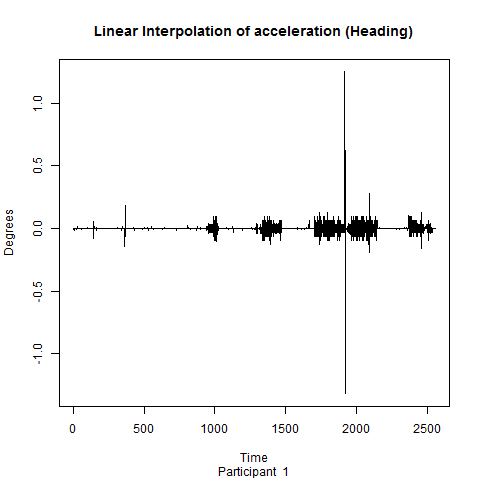 Linear Interpolation of acceleration (Heading)
Degrees
1.0
0.5
0.0
-0.5
-1.0
0 500 1000 1500 2000 2500
Time
Participant 1